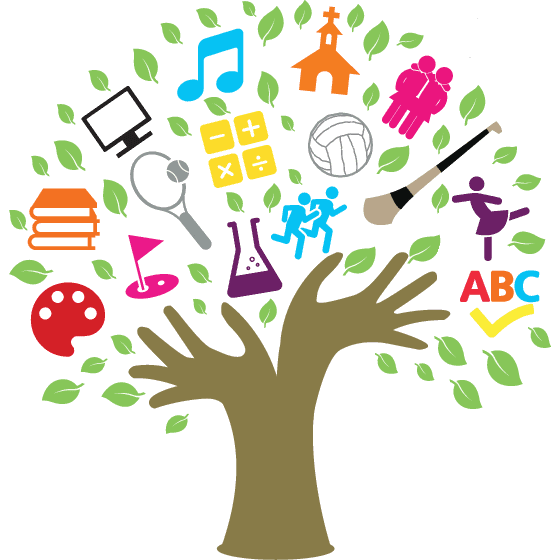 − +
× ÷
ABC